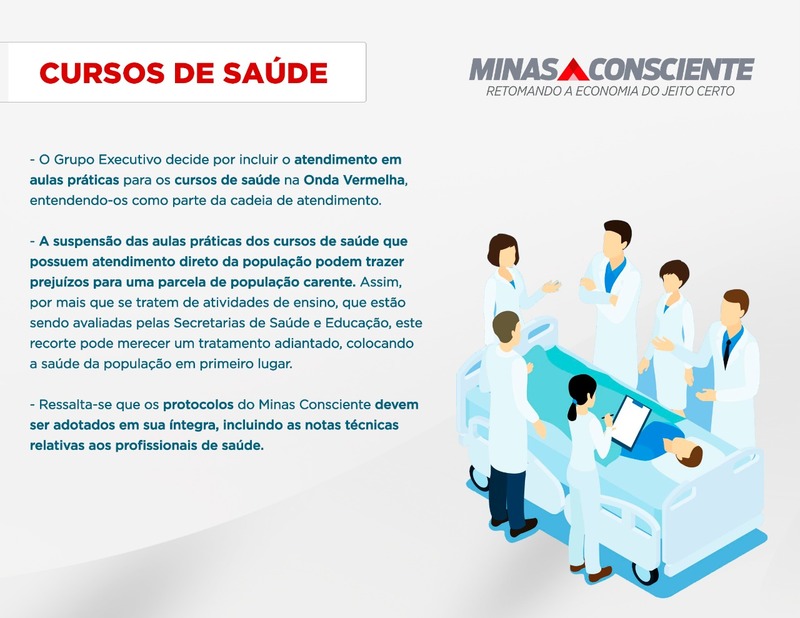 CURSOS DE SAÚDE
MINAS CONSCIENTE
RETOMANDO A ECONOMIA DO JEITO CERTO
- O Grupo Executivo decide por incluir o atendimento em
aulas práticas para os cursos de saúde na Onda Vermelha,
entendendo-os como parte da cadeia de atendimento.
- A suspensão das aulas práticas dos cursos de saúde que
possuem atendimento direto da população podem trazer
prejuízos para uma parcela de população carente. Assim,
por mais que se tratem de atividades de ensino, que estão
sendo avaliadas pelas Secretarias de Saúde e Educação, este
recorte pode merecer um tratamento adiantado, colocando
a saúde da população em primeiro lugar.
- Ressalta-se que os protocolos do Minas Consciente devem
ser adotados em sua íntegra, incluindo as notas técnicas
relativas aos profissionais de saúde.